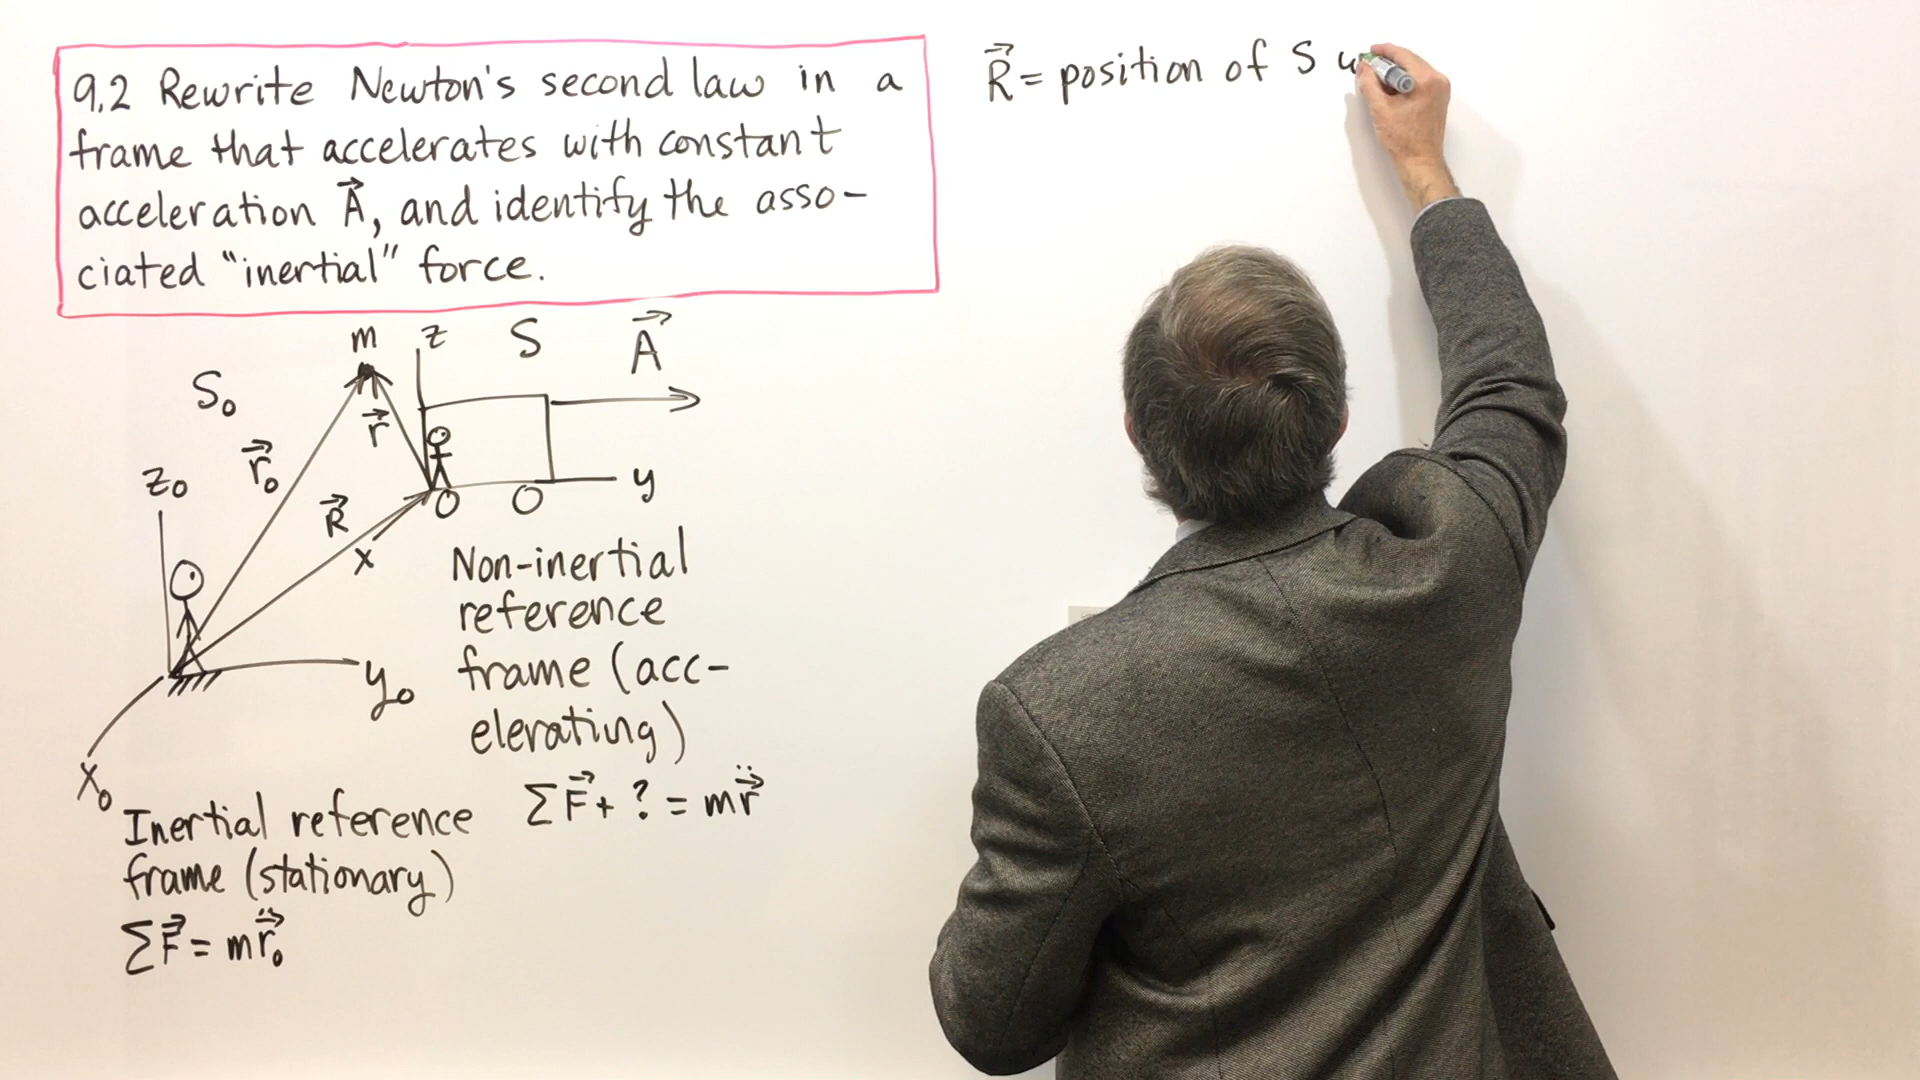 9.2 Rewrite Newton's second law in a
frame that accelerates with constant
acceleration A⃗, and identify the asso-
ciated "inertial" force.
m
z
S
A⃗
S₀
r⃗
r⃗₀
z₀
R⃗
y
x
y₀
x₀
Non-inertial
reference
frame (acc-
elerating)
ΣF⃗ + ? = mr⃗̈
Inertial reference
frame (stationary)
ΣF⃗ = mr⃗̈₀
R⃗ = position of S